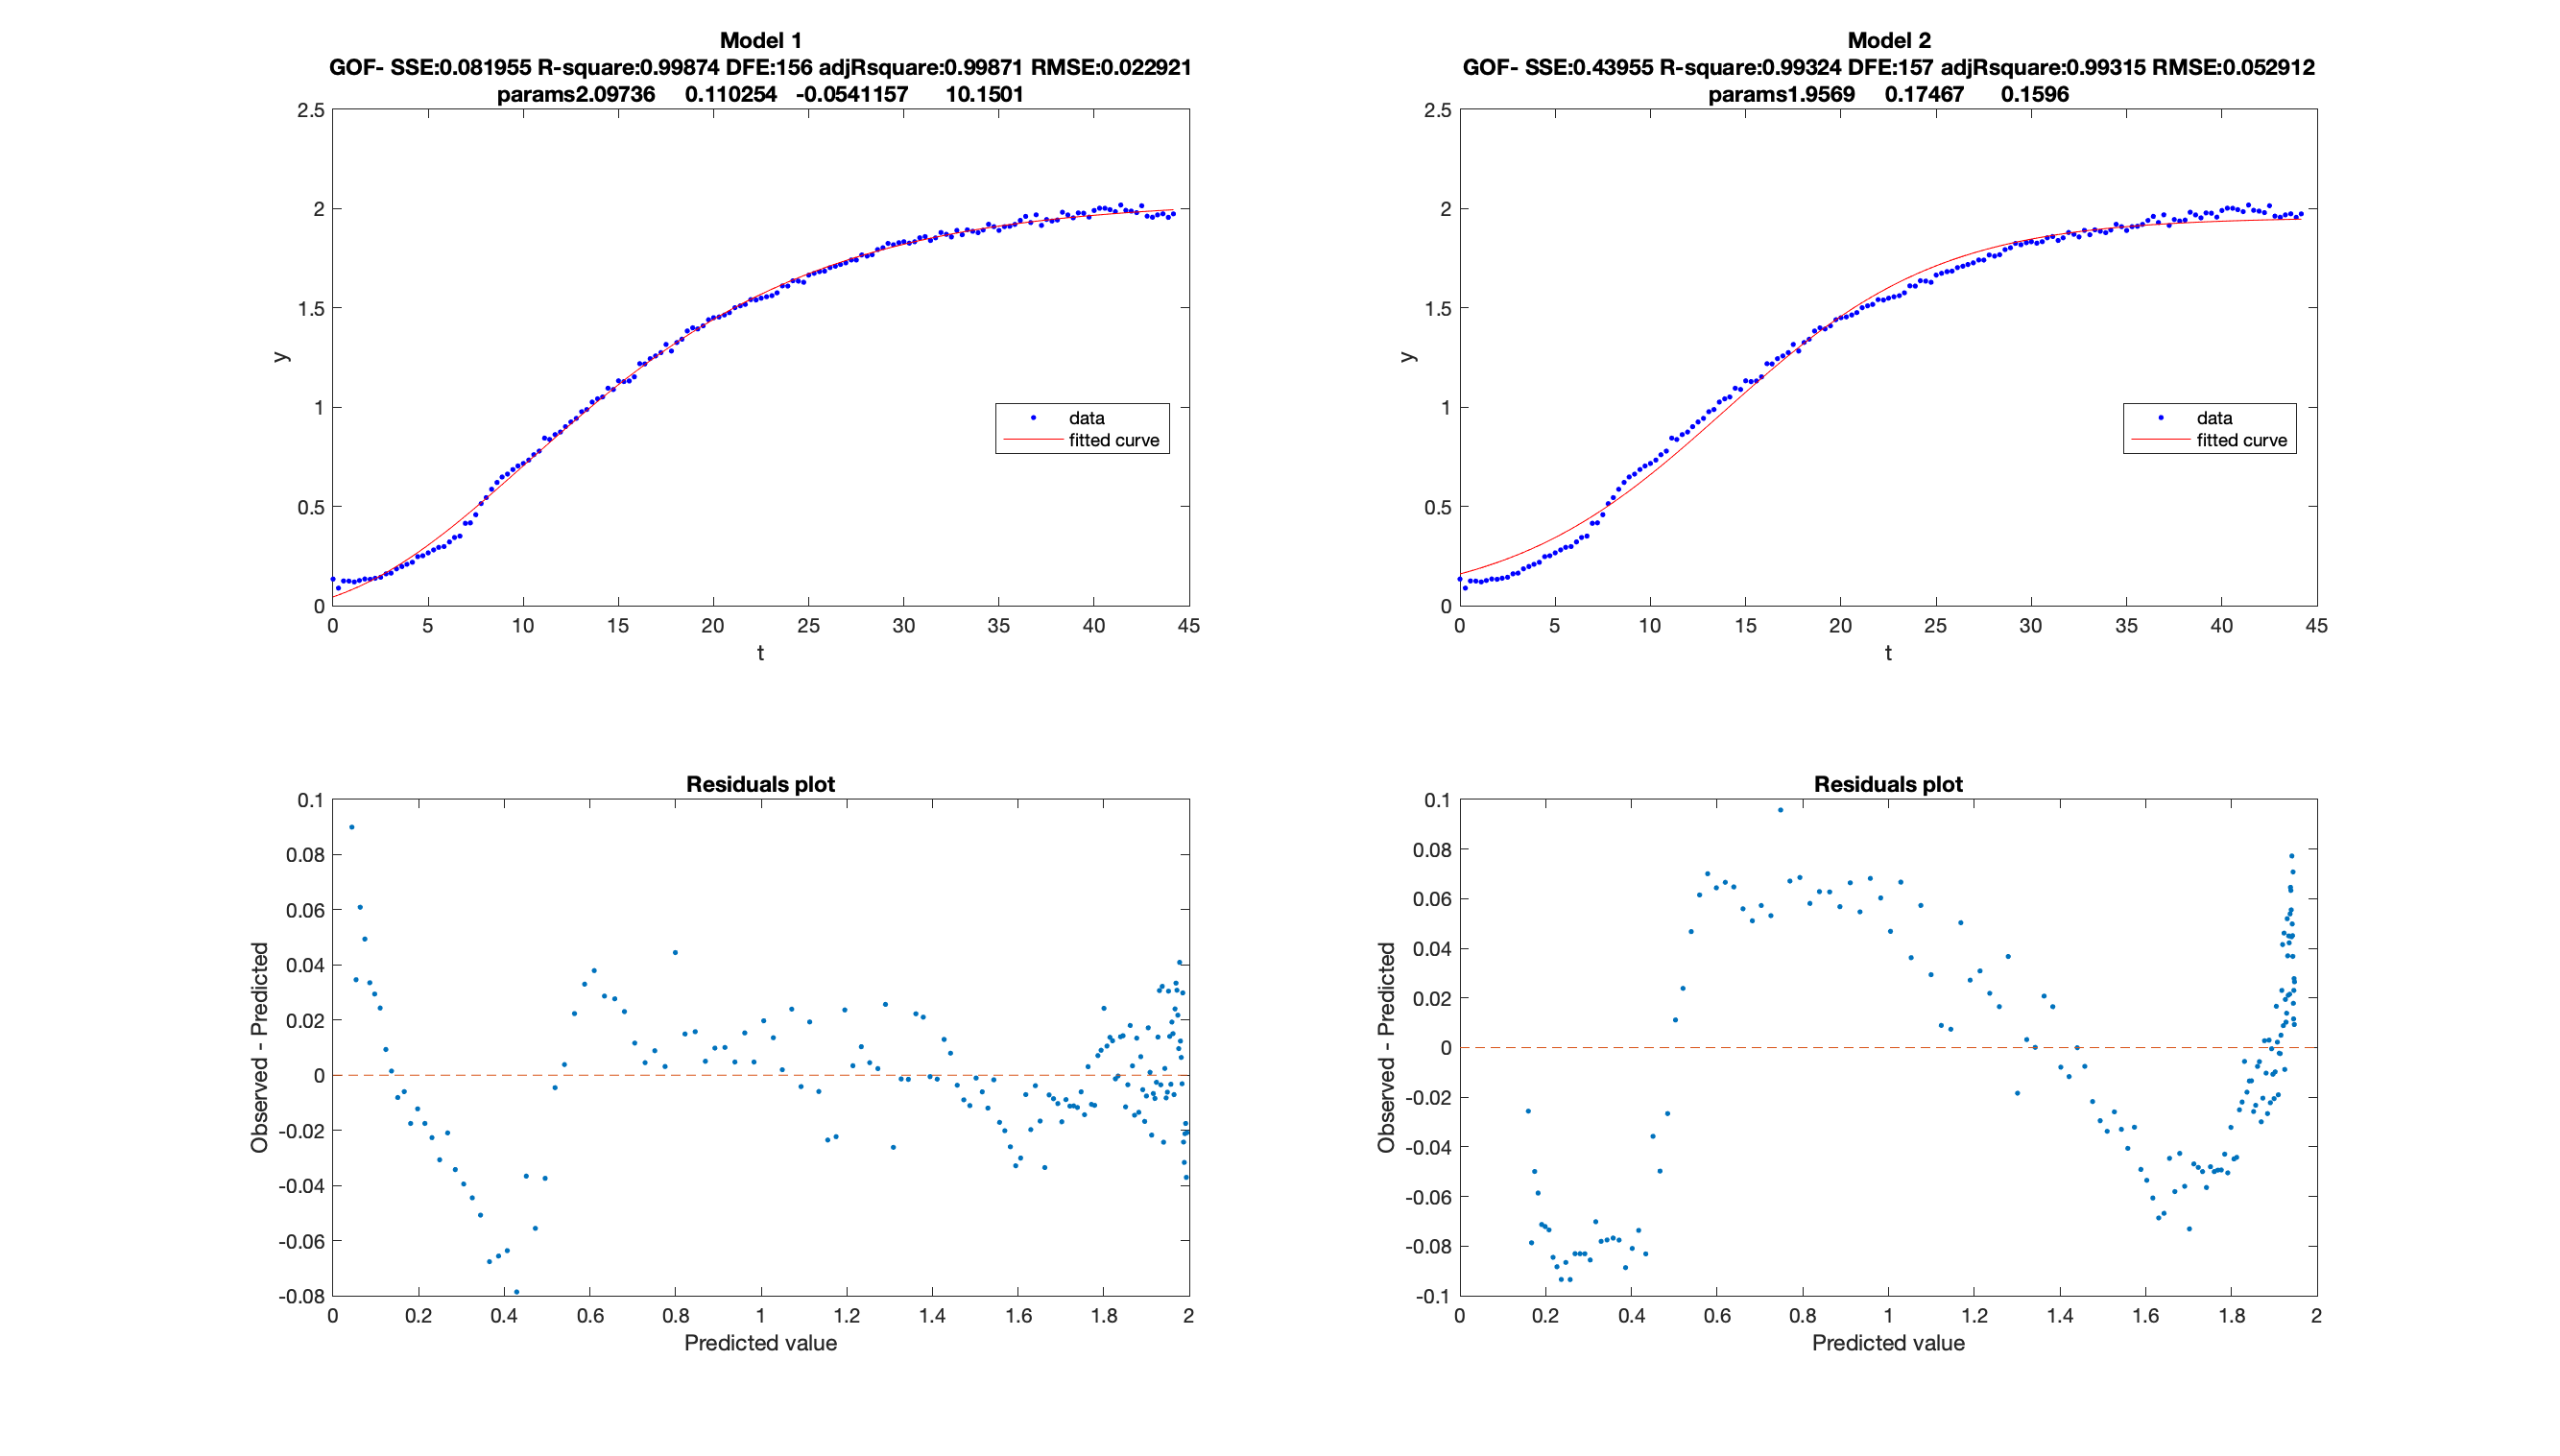 Model 1
GOF- SSE:0.081955 R-square:0.99874 DFE:156 adjRsquare:0.99871 RMSE:0.022921
params2.09736 0.110254 -0.0541157 10.1501
2.5
2
1.5
1
0.5
0
y
data
fitted curve
0 5 10 15 20 25 30 35 40 45
t
Model 2
GOF- SSE:0.43955 R-square:0.99324 DFE:157 adjRsquare:0.99315 RMSE:0.052912
params1.9569 0.17467 0.1596
2.5
2
1.5
1
0.5
0
y
data
fitted curve
0 5 10 15 20 25 30 35 40 45
t
Residuals plot
0.1
0.08
0.06
0.04
0.02
0
-0.02
-0.04
-0.06
-0.08
Observed - Predicted
0 0.2 0.4 0.6 0.8 1 1.2 1.4 1.6 1.8 2
Predicted value
Residuals plot
0.1
0.08
0.06
0.04
0.02
0
-0.02
-0.04
-0.06
-0.08
-0.1
Observed - Predicted
0 0.2 0.4 0.6 0.8 1 1.2 1.4 1.6 1.8 2
Predicted value